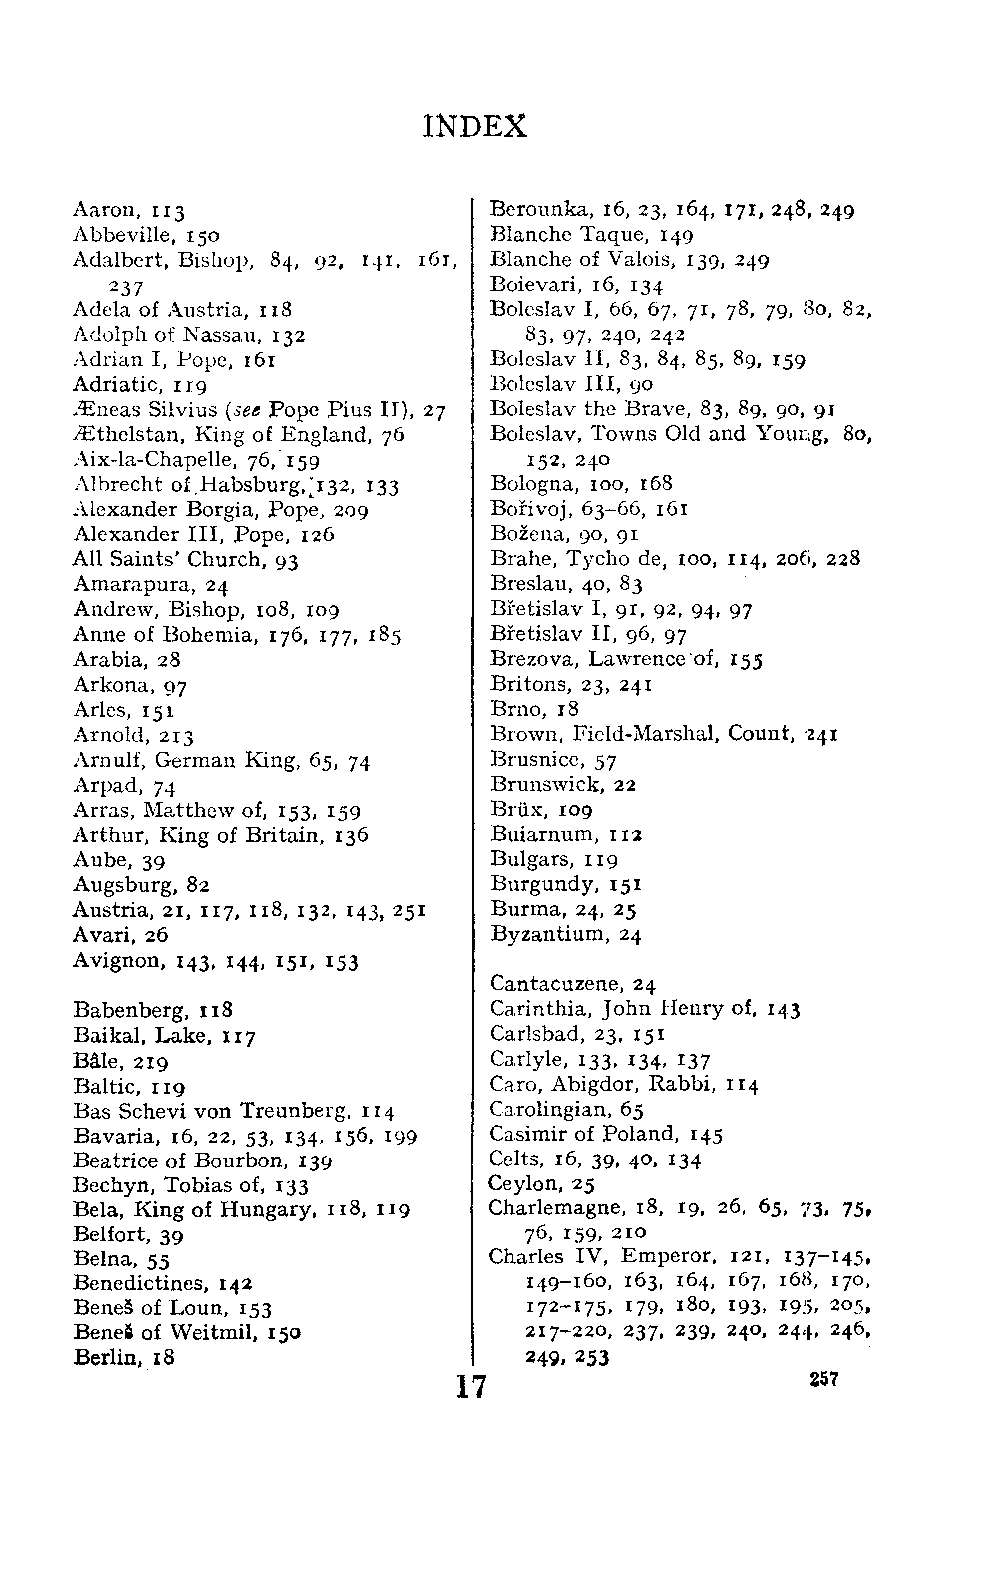 INDEX
Aaron, 113
Abbeville, 150
Adalbert, Bishop, 84, 92, 141, 161,
237
Adela of Austria, 118
Adolph of Nassau, 132
Adrian I, Pope, 161
Adriatic, 119
Æneas Silvius (see Pope Pius II), 27
Æthelstan, King of England, 76
Aix-la-Chapelle, 76, 159
Albrecht of Habsburg, 132, 133
Alexander Borgia, Pope, 209
Alexander III, Pope, 126
All Saints' Church, 93
Amarapura, 24
Andrew, Bishop, 108, 109
Anne of Bohemia, 176, 177, 185
Arabia, 28
Arkona, 97
Arles, 151
Arnold, 213
Arnulf, German King, 65, 74
Arpad, 74
Arras, Matthew of, 153, 159
Arthur, King of Britain, 136
Aube, 39
Augsburg, 82
Austria, 21, 117, 118, 132, 143, 251
Avari, 26
Avignon, 143, 144, 151, 153
Babenberg, 118
Baikal, Lake, 117
Bâle, 219
Baltic, 119
Bas Schevi von Treunberg, 114
Bavaria, 16, 22, 53, 134, 156, 199
Beatrice of Bourbon, 139
Bechyn, Tobias of, 133
Bela, King of Hungary, 118, 119
Belfort, 39
Belna, 55
Benedictines, 142
Beneš of Loun, 153
Beneš of Weitmil, 150
Berlin, 18
Berounka, 16, 23, 164, 171, 248, 249
Blanche Taque, 149
Blanche of Valois, 139, 249
Boievari, 16, 134
Boleslav I, 66, 67, 71, 78, 79, 80, 82,
83, 97, 240, 242
Boleslav II, 83, 84, 85, 89, 159
Boleslav III, 90
Boleslav the Brave, 83, 89, 90, 91
Boleslav, Towns Old and Young, 80,
152, 240
Bologna, 100, 168
Bořivoj, 63-66, 161
Božena, 90, 91
Brahe, Tycho de, 100, 114, 206, 228
Breslau, 40, 83
Břetislav I, 91, 92, 94, 97
Břetislav II, 96, 97
Brezova, Lawrence of, 155
Britons, 23, 241
Brno, 18
Brown, Field-Marshal, Count, 241
Brusnice, 57
Brunswick, 22
Brüx, 109
Buiarnum, 112
Bulgars, 119
Burgundy, 151
Burma, 24, 25
Byzantium, 24
Cantacuzene, 24
Carinthia, John Henry of, 143
Carlsbad, 23, 151
Carlyle, 133, 134, 137
Caro, Abigdor, Rabbi, 114
Carolingian, 65
Casimir of Poland, 145
Celts, 16, 39, 40, 134
Ceylon, 25
Charlemagne, 18, 19, 26, 65, 73, 75,
76, 159, 210
Charles IV, Emperor, 121, 137-145,
149-160, 163, 164, 167, 168, 170,
172-175, 179, 180, 193, 195, 205,
217-220, 237, 239, 240, 244, 246,
249, 253
17
257